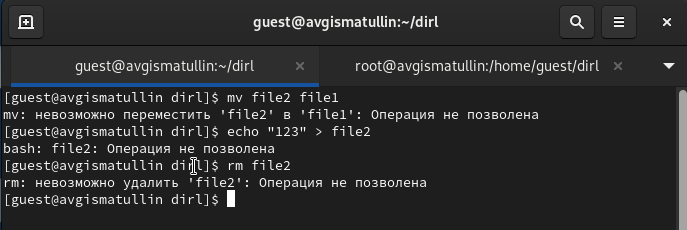 guest@avgismatullin:~/dirl
guest@avgismatullin:~/dirl
root@avgismatullin:/home/guest/dirl
[guest@avgismatullin dirl]$ mv file2 file1
mv: невозможно переместить 'file2' в 'file1': Операция не позволена
[guest@avgismatullin dirl]$ echo "123" > file2
bash: file2: Операция не позволена
[guest@avgismatullin dirl]$ rm file2
rm: невозможно удалить 'file2': Операция не позволена
[guest@avgismatullin dirl]$